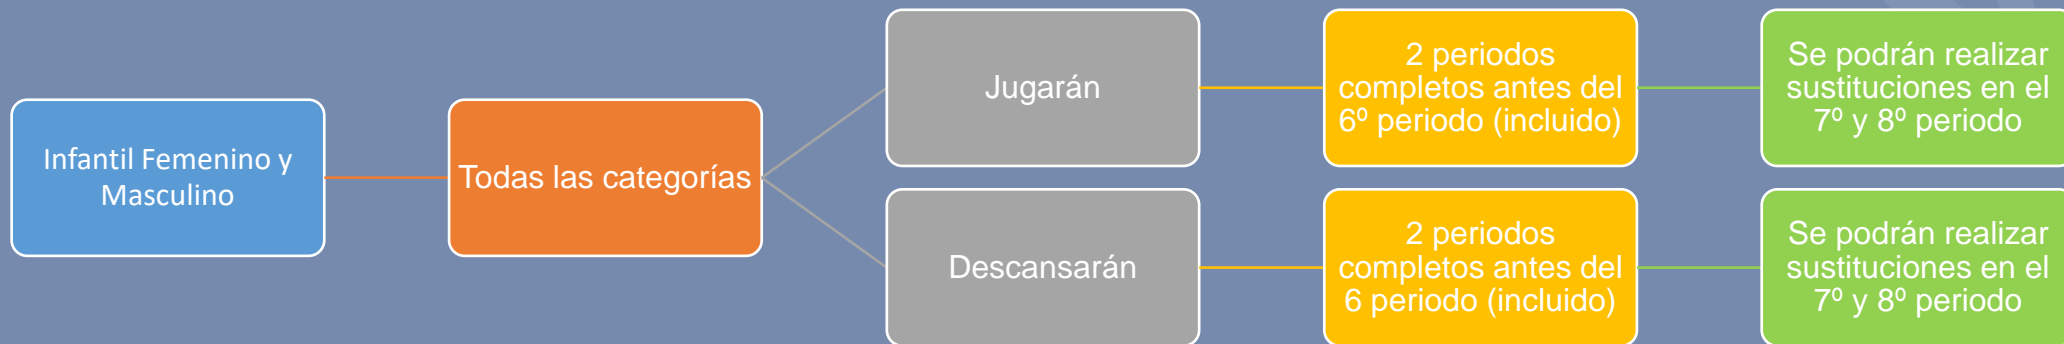 Infantil Femenino y
Masculino
Todas las categorías
Jugarán
2 periodos
completos antes del
6º periodo (incluido)
Se podrán realizar
sustituciones en el
7º y 8º periodo
Descansarán
2 periodos
completos antes del
6 periodo (incluido)
Se podrán realizar
sustituciones en el
7º y 8º periodo